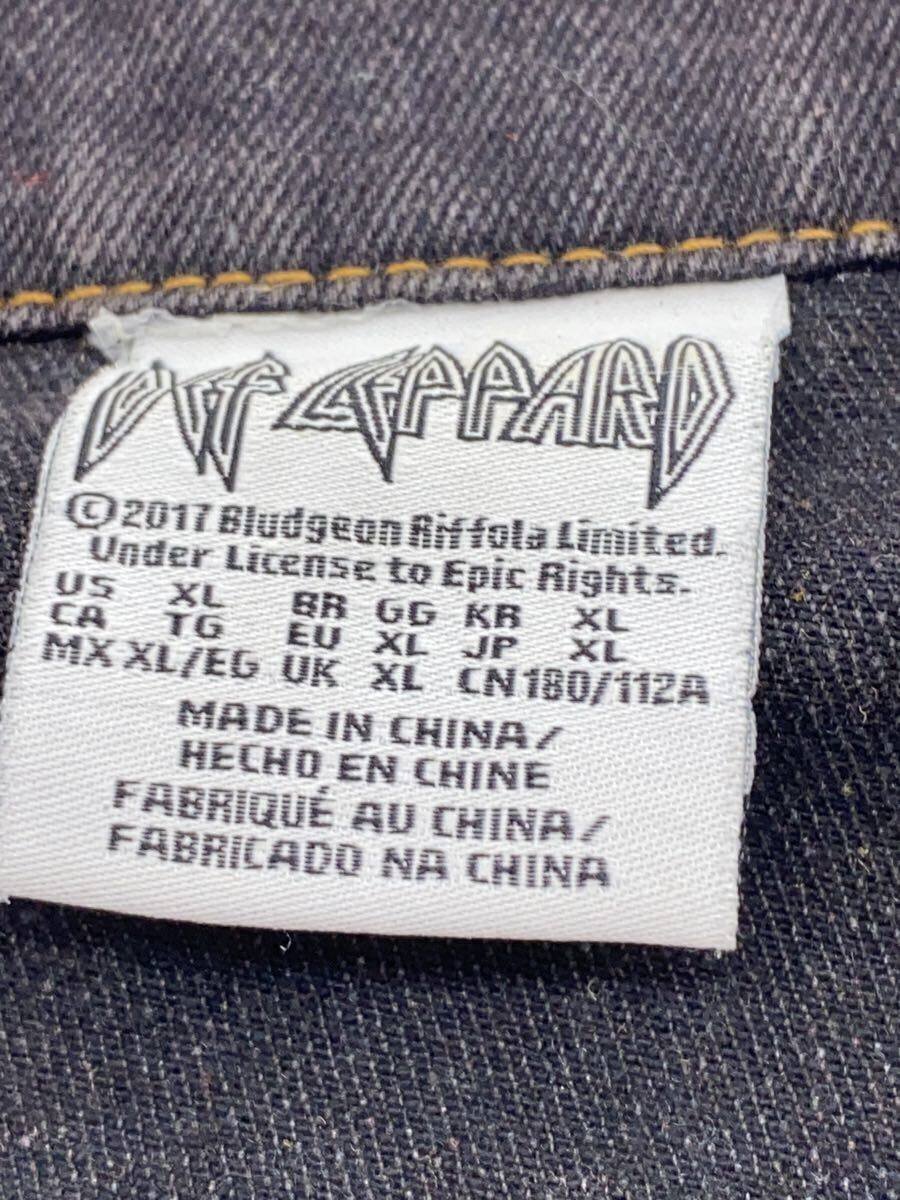 DEF LEPPARD
©2017 Bludgeon Riffola Limited.
Under License to Epic Rights.
US XL BR GG KR XL
CA TG EU XL JP XL
MX XL/EG UK XL CN 180/112A
MADE IN CHINA/
HECHO EN CHINE
FABRIQUÉ AU CHINA/
FABRICADO NA CHINA